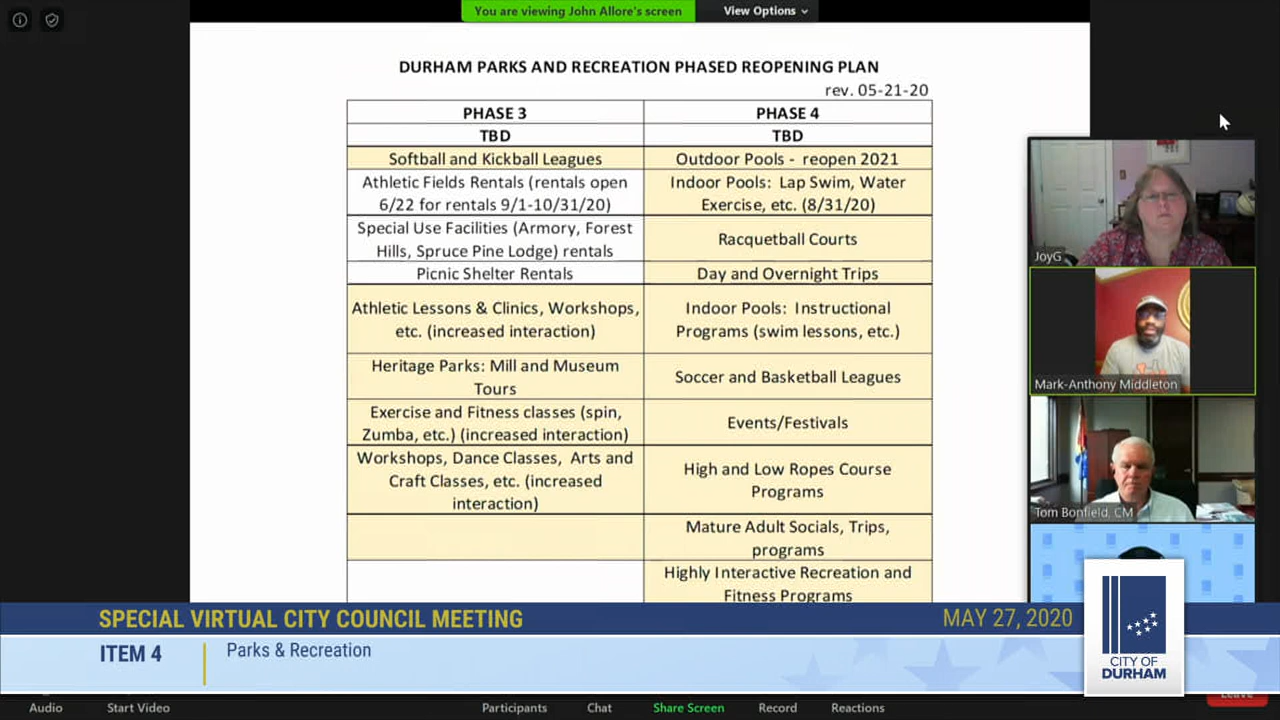 You are viewing John Allore's screen
View Options
DURHAM PARKS AND RECREATION PHASED REOPENING PLAN
rev. 05-21-20
PHASE 3
PHASE 4
TBD
TBD
Softball and Kickball Leagues
Outdoor Pools - reopen 2021
Athletic Fields Rentals (rentals open
6/22 for rentals 9/1-10/31/20)
Indoor Pools: Lap Swim, Water
Exercise, etc. (8/31/20)
Special Use Facilities (Armory, Forest
Hills, Spruce Pine Lodge) rentals
Racquetball Courts
Picnic Shelter Rentals
Day and Overnight Trips
Athletic Lessons & Clinics, Workshops,
etc. (increased interaction)
Indoor Pools: Instructional
Programs (swim lessons, etc.)
Heritage Parks: Mill and Museum
Tours
Soccer and Basketball Leagues
Exercise and Fitness classes (spin,
Zumba, etc.) (increased interaction)
Events/Festivals
Workshops, Dance Classes, Arts and
Craft Classes, etc. (increased
interaction)
High and Low Ropes Course
Programs
Mature Adult Socials, Trips,
programs
Highly Interactive Recreation and
Fitness Programs
JoyG
Mark-Anthony Middleton
Tom Bonfield, CM
SPECIAL VIRTUAL CITY COUNCIL MEETING
MAY 27, 2020
ITEM 4
Parks & Recreation
CITY OF
DURHAM
Audio
Start Video
Participants
Chat
Share Screen
Record
Reactions
Leave